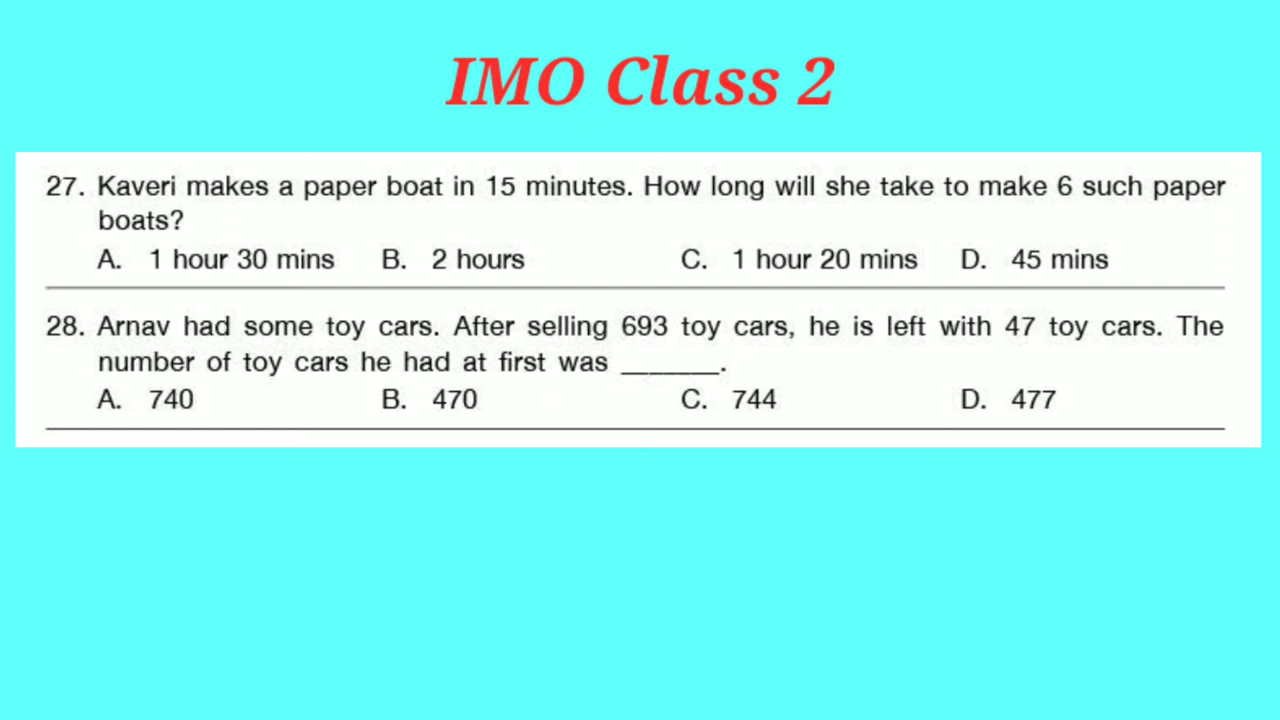 IMO Class 2
27. Kaveri makes a paper boat in 15 minutes. How long will she take to make 6 such paper
boats?
A. 1 hour 30 mins B. 2 hours C. 1 hour 20 mins D. 45 mins
28. Arnav had some toy cars. After selling 693 toy cars, he is left with 47 toy cars. The
number of toy cars he had at first was _______.
A. 740 B. 470 C. 744 D. 477